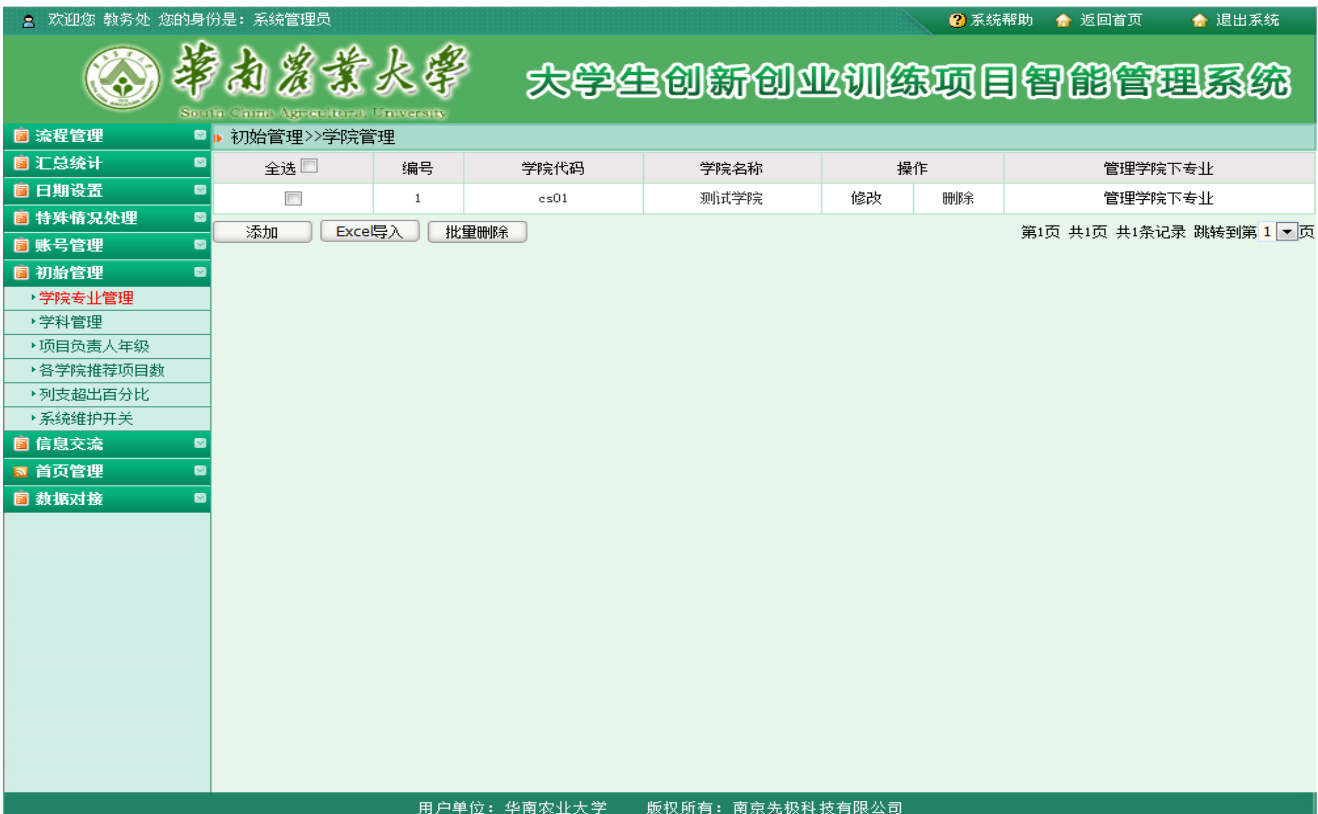 欢迎您 教务处 您的身份是：系统管理员 系统帮助 返回首页 退出系统
華南農業大學 大学生创新创业训练项目智能管理系统
South China Agricultural University
流程管理
汇总统计
日期设置
特殊情况处理
账号管理
初始管理
学院专业管理
学科管理
项目负责人年级
各学院推荐项目数
列支超出百分比
系统维护开关
信息交流
首页管理
数据对接
初始管理>>学院管理
全选 编号 学院代码 学院名称 操作 管理学院下专业
1 cs01 测试学院 修改 删除 管理学院下专业
添加 Excel导入 批量删除 第1页 共1页 共1条记录 跳转到第 1 页
用户单位：华南农业大学 版权所有：南京先极科技有限公司